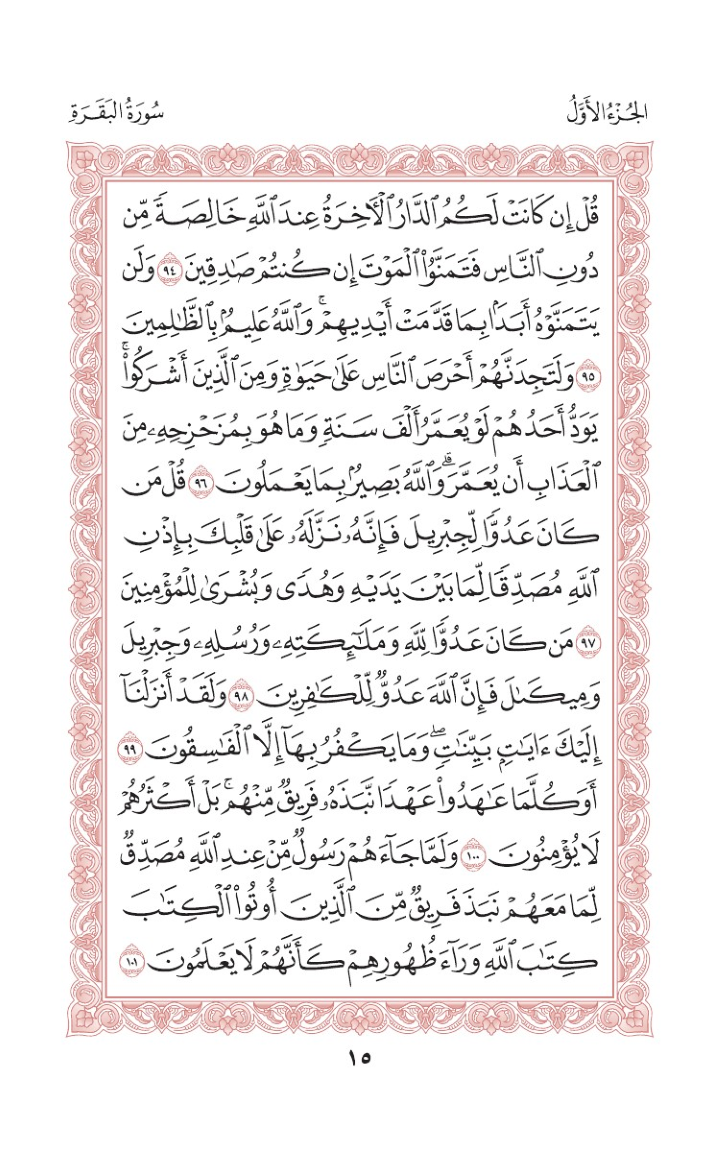 الجُزْءُ الأَوَّلُ
سُورَةُ البَقَرَةِ
قُلْ إِن كَانَتْ لَكُمُ ٱلدَّارُ ٱلْأٓخِرَةُ عِندَ ٱللَّهِ خَالِصَةٗ مِّن
دُونِ ٱلنَّاسِ فَتَمَنَّوُاْ ٱلْمَوْتَ إِن كُنتُمْ صَٰدِقِينَ ٩٤ وَلَن
يَتَمَنَّوْهُ أَبَدَۢا بِمَا قَدَّمَتْ أَيْدِيهِمْۚ وَٱللَّهُ عَلِيمُۢ بِٱلظَّٰلِمِينَ
٩٥ وَلَتَجِدَنَّهُمْ أَحْرَصَ ٱلنَّاسِ عَلَىٰ حَيَوٰةٖ وَمِنَ ٱلَّذِينَ أَشْرَكُواْۚ
يَوَدُّ أَحَدُهُمْ لَوْ يُعَمَّرُ أَلْفَ سَنَةٖ وَمَا هُوَ بِمُزَحْزِحِهِۦ مِنَ
ٱلْعَذَابِ أَن يُعَمَّرَۗ وَٱللَّهُ بَصِيرُۢ بِمَا يَعْمَلُونَ ٩٦ قُلْ مَن
كَانَ عَدُوّٗا لِّجِبْرِيلَ فَإِنَّهُۥ نَزَّلَهُۥ عَلَىٰ قَلْبِكَ بِإِذْنِ
ٱللَّهِ مُصَدِّقٗا لِّمَا بَيْنَ يَدَيْهِ وَهُدٗى وَبُشْرَىٰ لِلْمُؤْمِنِينَ
٩٧ مَن كَانَ عَدُوّٗا لِّلَّهِ وَمَلَٰٓئِكَتِهِۦ وَرُسُلِهِۦ وَجِبْرِيلَ
وَمِيكَىٰلَ فَإِنَّ ٱللَّهَ عَدُوّٞ لِّلْكَٰفِرِينَ ٩٨ وَلَقَدْ أَنزَلْنَآ
إِلَيْكَ ءَايَٰتِۭ بَيِّنَٰتٖۖ وَمَا يَكْفُرُ بِهَآ إِلَّا ٱلْفَٰسِقُونَ ٩٩
أَوَكُلَّمَا عَٰهَدُواْ عَهْدٗا نَّبَذَهُۥ فَرِيقٞ مِّنْهُمۚ بَلْ أَكْثَرُهُمْ
لَا يُؤْمِنُونَ ١٠٠ وَلَمَّا جَآءَهُمْ رَسُولٞ مِّنْ عِندِ ٱللَّهِ مُصَدِّقٞ
لِّمَا مَعَهُمْ نَبَذَ فَرِيقٞ مِّنَ ٱلَّذِينَ أُوتُواْ ٱلْكِتَٰبَ
كِتَٰبَ ٱللَّهِ وَرَآءَ ظُهُورِهِمْ كَأَنَّهُمْ لَا يَعْلَمُونَ ١٠١
١٥